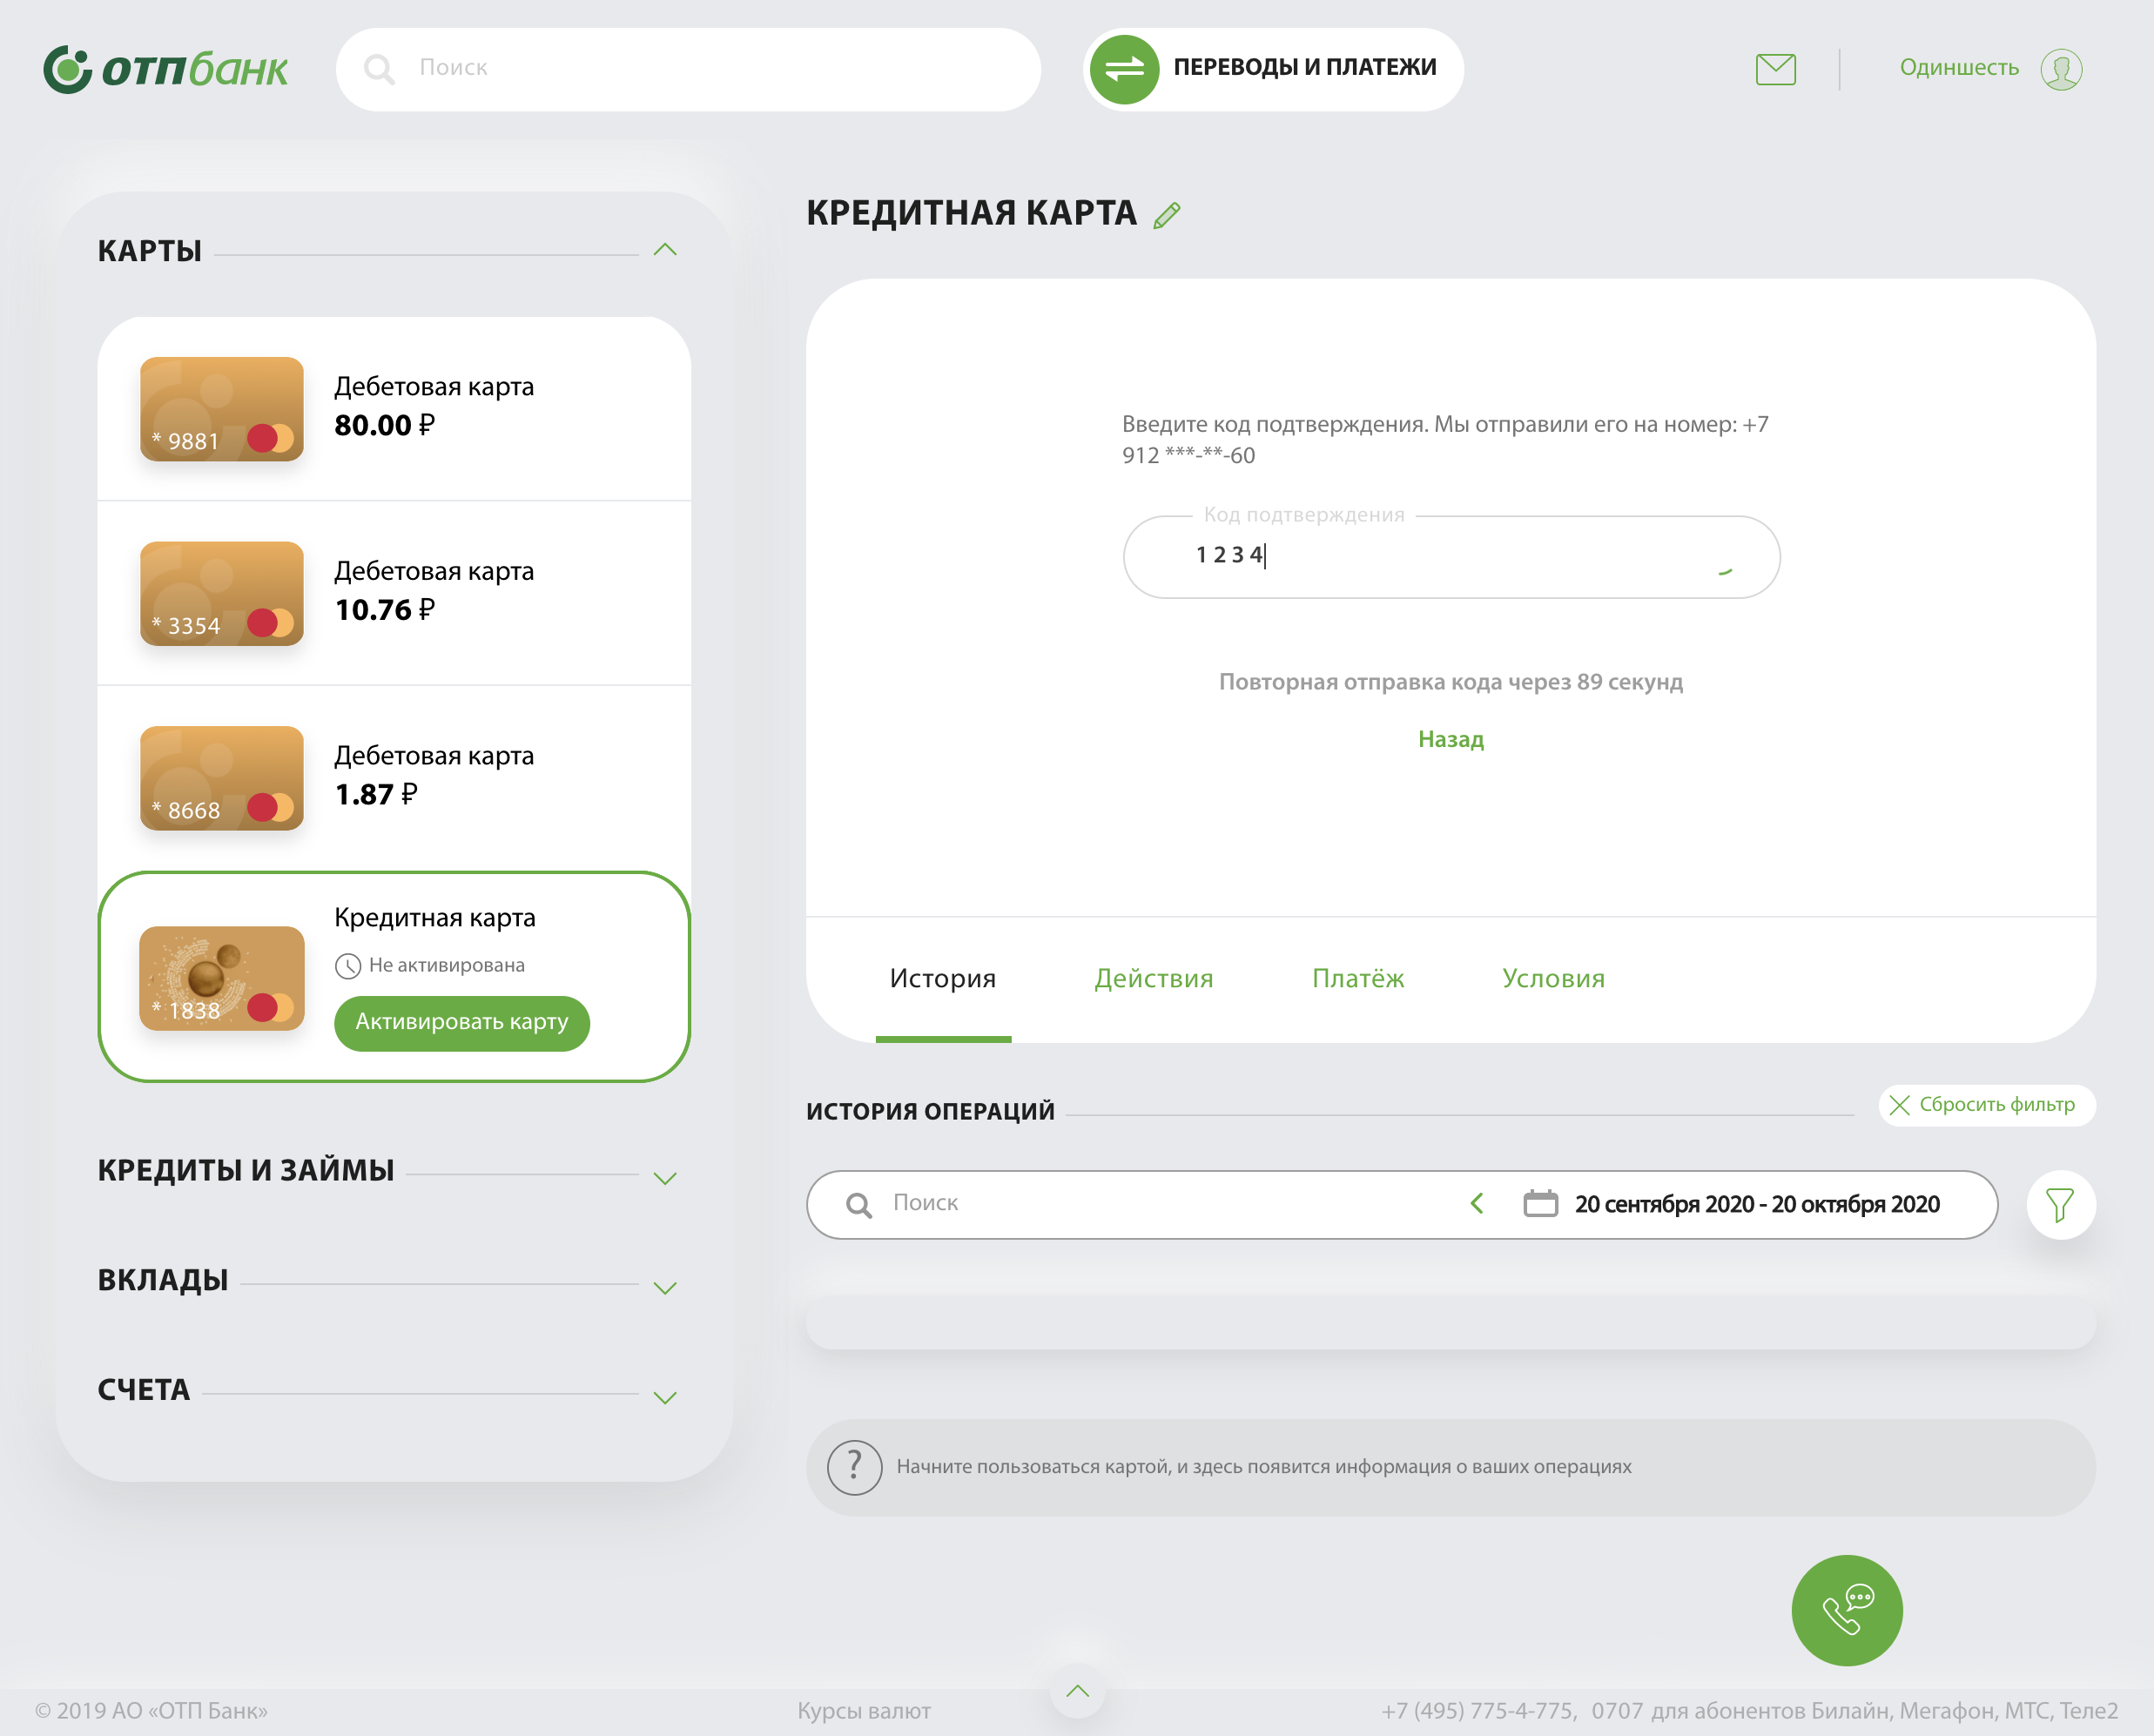 ОТПбанк
Поиск
ПЕРЕВОДЫ И ПЛАТЕЖИ
Одиншесть
КАРТЫ
* 9881
Дебетовая карта
80.00 ₽
* 3354
Дебетовая карта
10.76 ₽
* 8668
Дебетовая карта
1.87 ₽
* 1838
Кредитная карта
Не активирована
Активировать карту
КРЕДИТЫ И ЗАЙМЫ
ВКЛАДЫ
СЧЕТА
КРЕДИТНАЯ КАРТА
Введите код подтверждения. Мы отправили его на номер: +7
912 ***-**-60
Код подтверждения
1 2 3 4
Повторная отправка кода через 89 секунд
Назад
История Действия Платёж Условия
ИСТОРИЯ ОПЕРАЦИЙ
Сбросить фильтр
Поиск
20 сентября 2020 - 20 октября 2020
?
Начните пользоваться картой, и здесь появится информация о ваших операциях
© 2019 АО «ОТП Банк»
Курсы валют
+7 (495) 775-4-775, 0707 для абонентов Билайн, Мегафон, МТС, Теле2